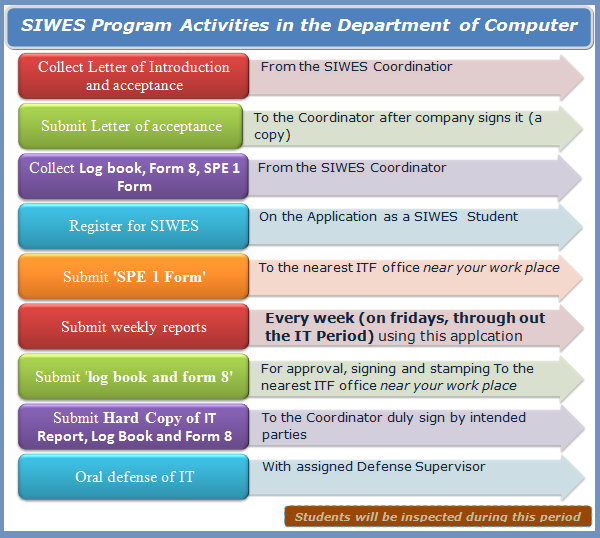 SIWES Program Activities in the Department of Computer
Collect Letter of Introduction
and acceptance
From the SIWES Coordinatior
Submit Letter of acceptance
To the Coordinator after company signs it (a
copy)
Collect Log book, Form 8, SPE 1
Form
From the SIWES Coordinator
Register for SIWES
On the Application as a SIWES Student
Submit 'SPE 1 Form'
To the nearest ITF office near your work place
Submit weekly reports
Every week (on fridays, through out
the IT Period) using this applcation
Submit 'log book and form 8'
For approval, signing and stamping To the
nearest ITF office near your work place
Submit Hard Copy of IT
Report, Log Book and Form 8
To the Coordinator duly sign by intended
parties
Oral defense of IT
With assigned Defense Supervisor
Students will be inspected during this period